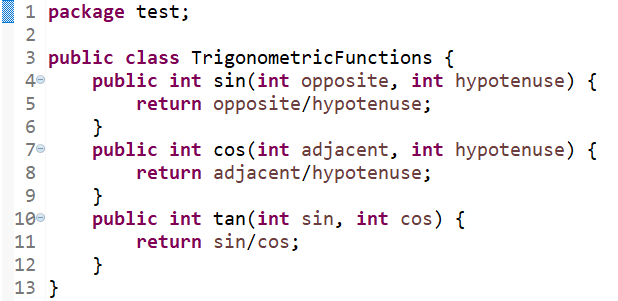 1 package test;
2
3 public class TrigonometricFunctions {
4 public int sin(int opposite, int hypotenuse) {
5 return opposite/hypotenuse;
6 }
7 public int cos(int adjacent, int hypotenuse) {
8 return adjacent/hypotenuse;
9 }
10 public int tan(int sin, int cos) {
11 return sin/cos;
12 }
13 }